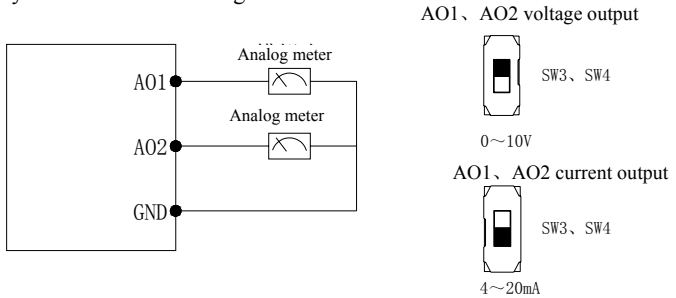 AO1、AO2 voltage output
Analog meter
AO1
SW3、SW4
Analog meter
0～10V
AO2
AO1、AO2 current output
GND
SW3、SW4
4～20mA